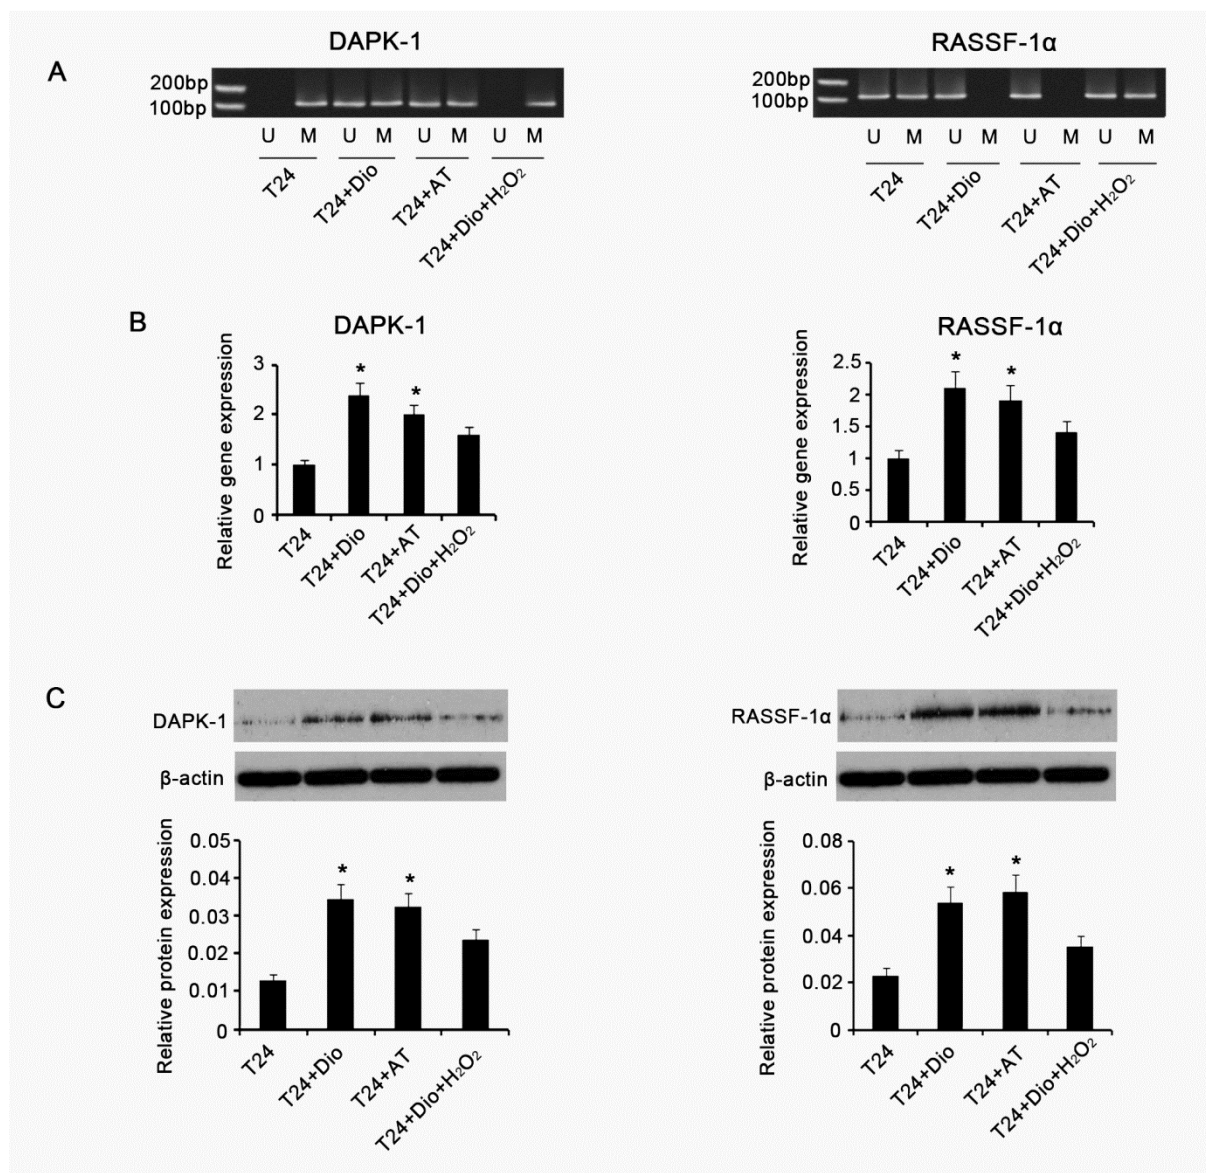 A
DAPK-1
200bp
100bp
U M U M U M U M
T24
T24+Dio
T24+AT
T24+Dio+H₂O₂
RASSF-1α
200bp
100bp
U M U M U M U M
T24
T24+Dio
T24+AT
T24+Dio+H₂O₂
B
DAPK-1
Relative gene expression
3
2
1
0
*
*
T24
T24+Dio
T24+AT
T24+Dio+H₂O₂
RASSF-1α
Relative gene expression
2.5
2
1.5
1
0.5
0
*
*
T24
T24+Dio
T24+AT
T24+Dio+H₂O₂
C
DAPK-1
β-actin
Relative protein expression
0.05
0.04
0.03
0.02
0.01
0
*
*
T24
T24+Dio
T24+AT
T24+Dio+H₂O₂
RASSF-1α
β-actin
Relative protein expression
0.08
0.06
0.04
0.02
0
*
*
T24
T24+Dio
T24+AT
T24+Dio+H₂O₂